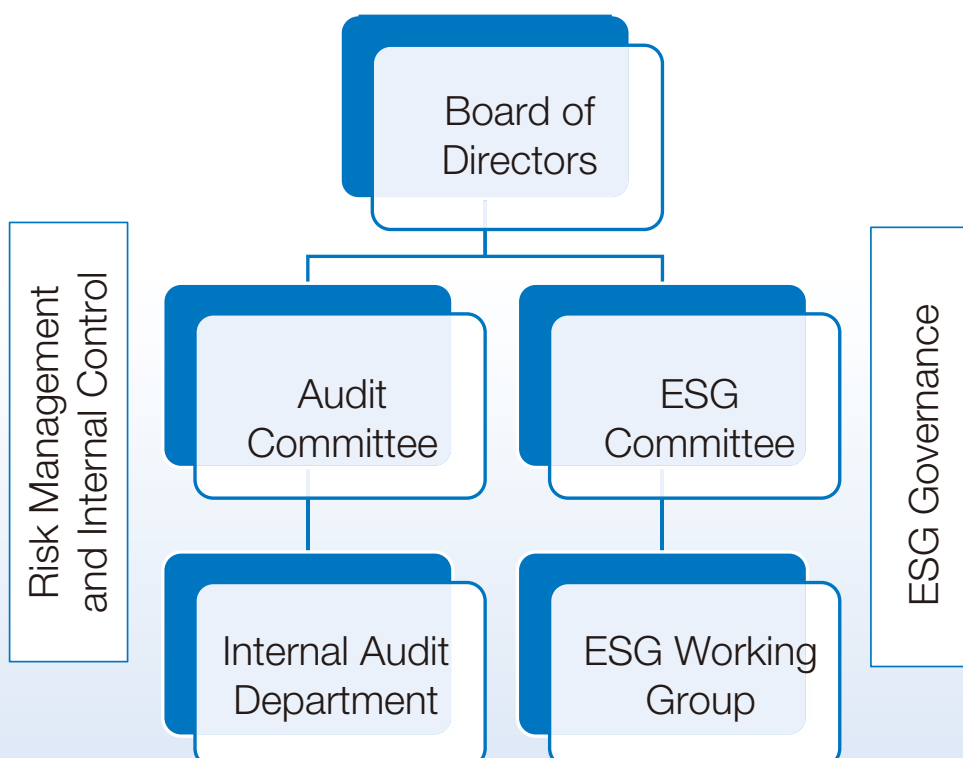 Board of
Directors
Risk Management
and Internal Control
Audit
Committee
ESG
Committee
ESG Governance
Internal Audit
Department
ESG Working
Group